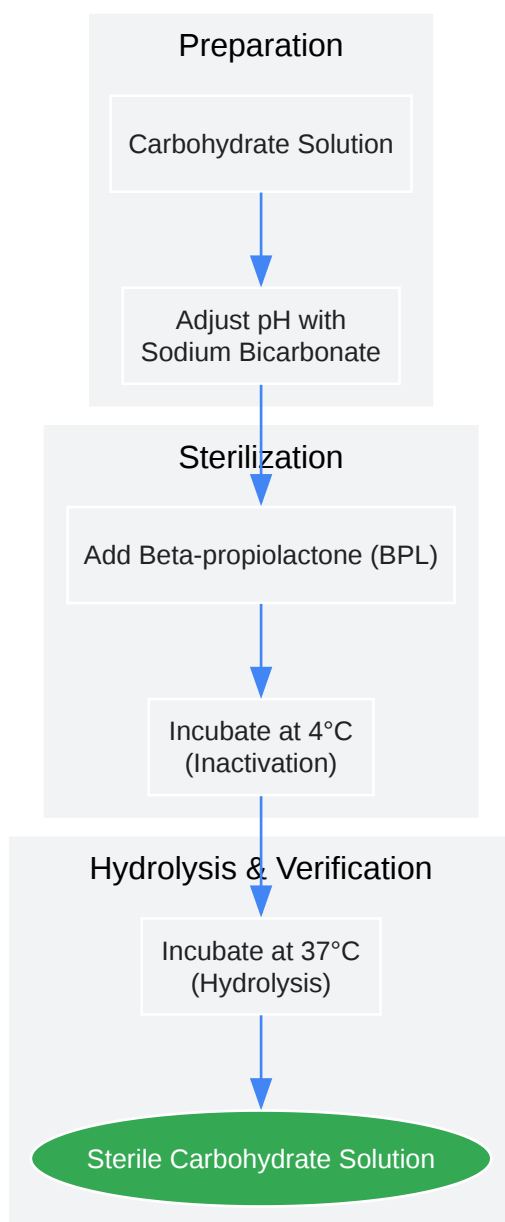 Preparation
Carbohydrate Solution
Adjust pH with
Sodium Bicarbonate
Sterilization
Add Beta-propiolactone (BPL)
Incubate at 4°C
(Inactivation)
Hydrolysis & Verification
Incubate at 37°C
(Hydrolysis)
Sterile Carbohydrate Solution